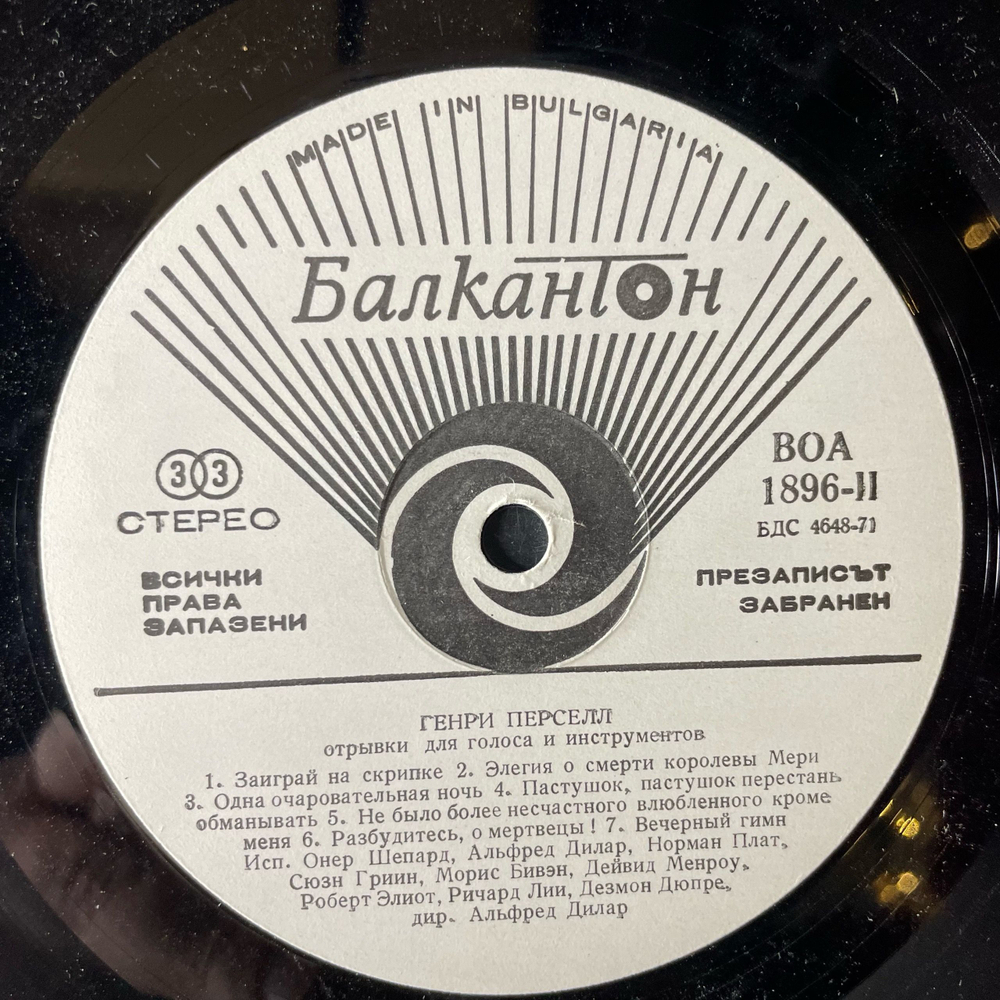 MADE IN BULGARIA
Балкантон
33
СТЕРЕО
ВСИЧКИ
ПРАВА
ЗАПАЗЕНИ
ВОА
1896-II
БДС 4648-71
ПРЕЗАПИСЪТ
ЗАБРАНЕН
ГЕНРИ ПЕРСЕЛЛ
отрывки для голоса и инструментов
1. Заиграй на скрипке 2. Элегия о смерти королевы Мери
3. Одна очаровательная ночь 4. Пастушок, пастушок перестань
обманывать 5. Не было более несчастного влюбленного кроме
меня 6. Разбудитесь, о мертвецы! 7. Вечерный гимн
Исп. Онер Шепард, Альфред Дилар, Норман Плат,
Сюзн Гриин, Морис Бивэн, Дейвид Менроу,
Роберт Элиот, Ричард Лии, Дезмон Дюпре,
дир. Альфред Дилар